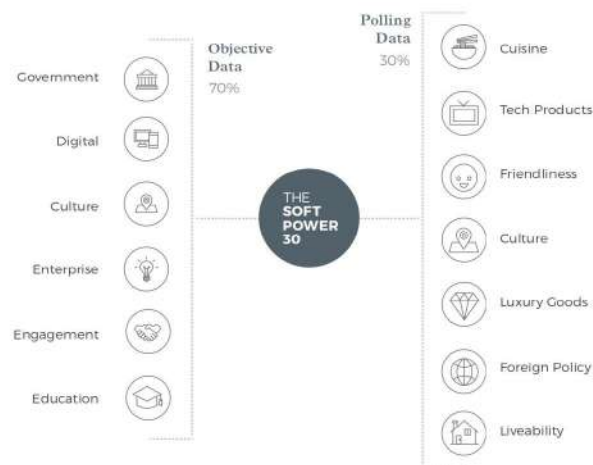 Objective
Data
70%
Government
Digital
Culture
Enterprise
Engagement
Education
THE
SOFT
POWER
30
Polling
Data
30%
Cuisine
Tech Products
Friendliness
Culture
Luxury Goods
Foreign Policy
Liveability